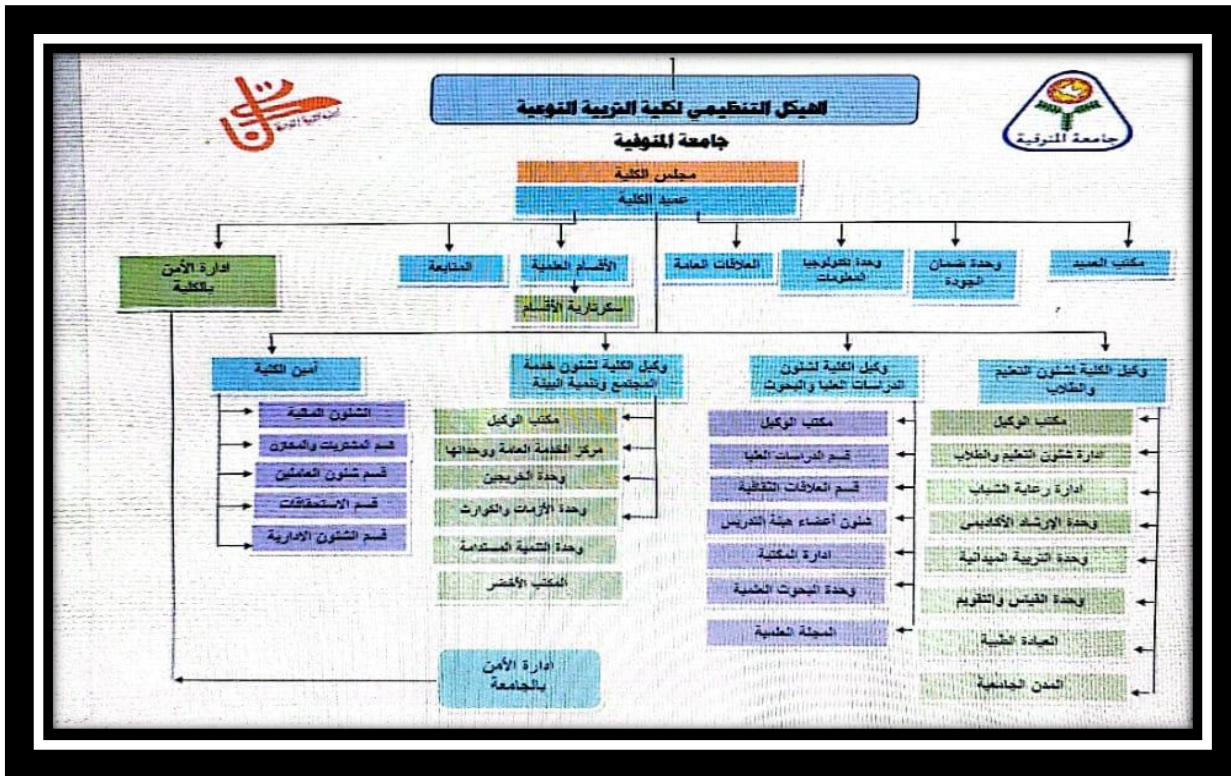 الهيكل التنظيمي لكلية التربية النوعية
جامعة المنوفية
جامعة المنوفية
مجلس الكلية
عميد الكلية
مكتب العميد
وحدة ضمان
الجودة
وحدة تكنولوجيا
المعلومات
العلاقات العامة
الأقسام العلمية
سكرتارية الأقسام
المتابعة
ادارة الأمن
بالكلية
وكيل الكلية لشئون التعليم
والطلاب
مكتب الوكيل
ادارة شئون التعليم والطلاب
ادارة رعاية الشباب
وحدة الإرشاد الأكاديمى
وحدة التربية الميدانية
وحدة القياس والتقويم
العيادة الطبية
المدن الجامعية
وكيل الكلية لشئون
الدراسات العليا والبحوث
مكتب الوكيل
قسم الدراسات العليا
قسم العلاقات الثقافية
شئون أعضاء هيئة التدريس
ادارة المكتبة
وحدة البحوث العلمية
المجلة العلمية
وكيل الكلية لشئون خدمة
المجتمع وتنمية البيئة
مكتب الوكيل
مركز الخدمة العامة ووحداتها
وحدة الخريجين
وحدة الأزمات والكوارث
وحدة التنمية المستدامة
المكتب الأخضر
أمين الكلية
الشئون المالية
قسم المشتريات والمخازن
قسم شئون العاملين
قسم الاستحقاقات
قسم الشئون الادارية
ادارة الأمن
بالجامعة